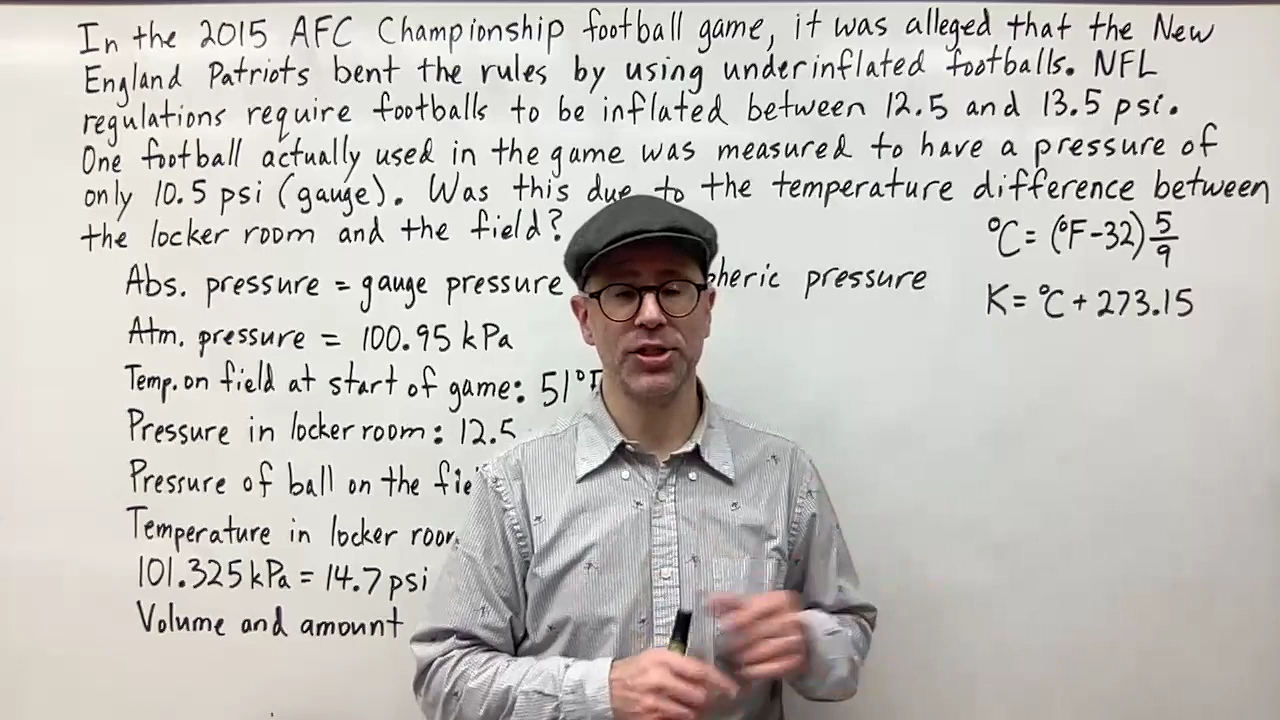 In the 2015 AFC Championship football game, it was alleged that the New
England Patriots bent the rules by using underinflated footballs. NFL
regulations require footballs to be inflated between 12.5 and 13.5 psi.
One football actually used in the game was measured to have a pressure of
only 10.5 psi (gauge). Was this due to the temperature difference between
the locker room and the field?
Abs. pressure = gauge pressure pheric pressure
Atm. pressure = 100.95 kPa
Temp. on field at start of game: 51°F
Pressure in locker room: 12.5
Pressure of ball on the fie
Temperature in locker room
101.325 kPa = 14.7 psi
Volume and amount
°C = (°F-32) 5/9
K = °C + 273.15